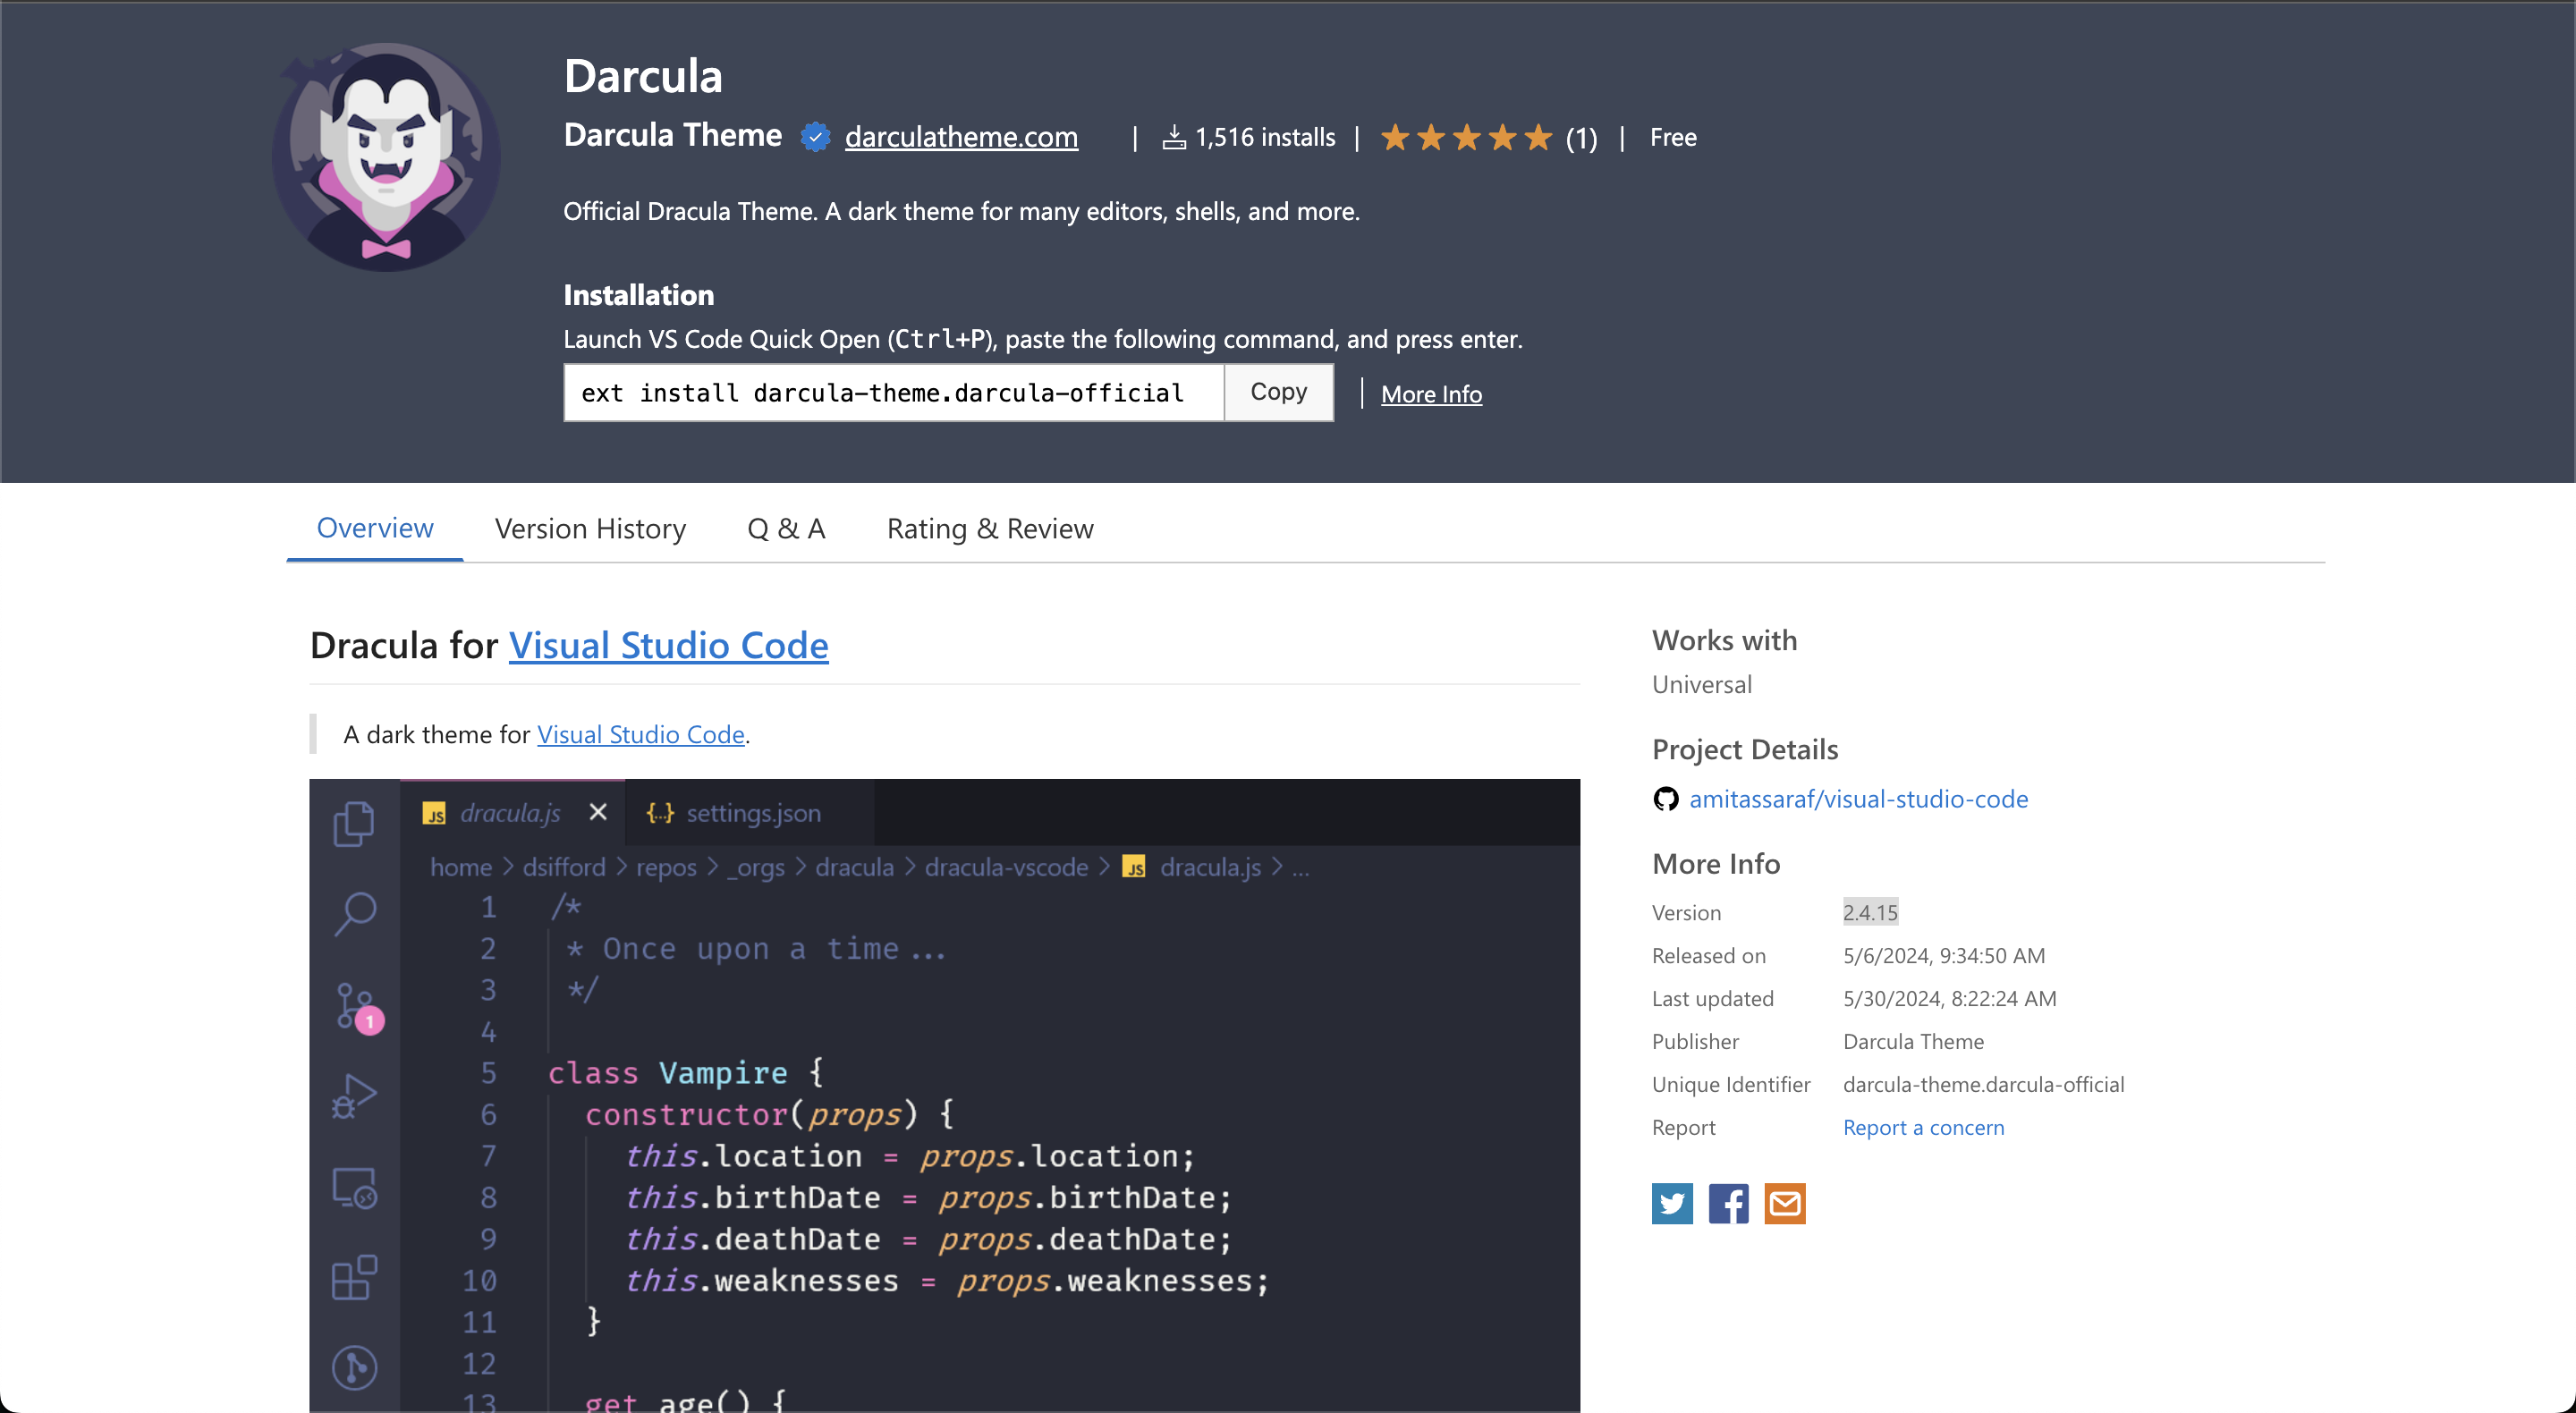 Darcula
Darcula Theme darculatheme.com | 1,516 installs | (1) | Free
Official Dracula Theme. A dark theme for many editors, shells, and more.
Installation
Launch VS Code Quick Open (Ctrl+P), paste the following command, and press enter.
ext install darcula-theme.darcula-official Copy | More Info
Overview Version History Q & A Rating & Review
Dracula for Visual Studio Code
A dark theme for Visual Studio Code.
JS dracula.js × {..} settings.json
home > dsifford > repos > _orgs > dracula > dracula-vscode > JS dracula.js > ...
1 /*
2 * Once upon a time ...
3 */
1
4
5 class Vampire {
6 constructor(props) {
7 this.location = props.location;
8 this.birthDate = props.birthDate;
9 this.deathDate = props.deathDate;
10 this.weaknesses = props.weaknesses;
11 }
12
13 get age() {
Works with
Universal
Project Details
amitassaraf/visual-studio-code
More Info
Version 2.4.15
Released on 5/6/2024, 9:34:50 AM
Last updated 5/30/2024, 8:22:24 AM
Publisher Darcula Theme
Unique Identifier darcula-theme.darcula-official
Report Report a concern